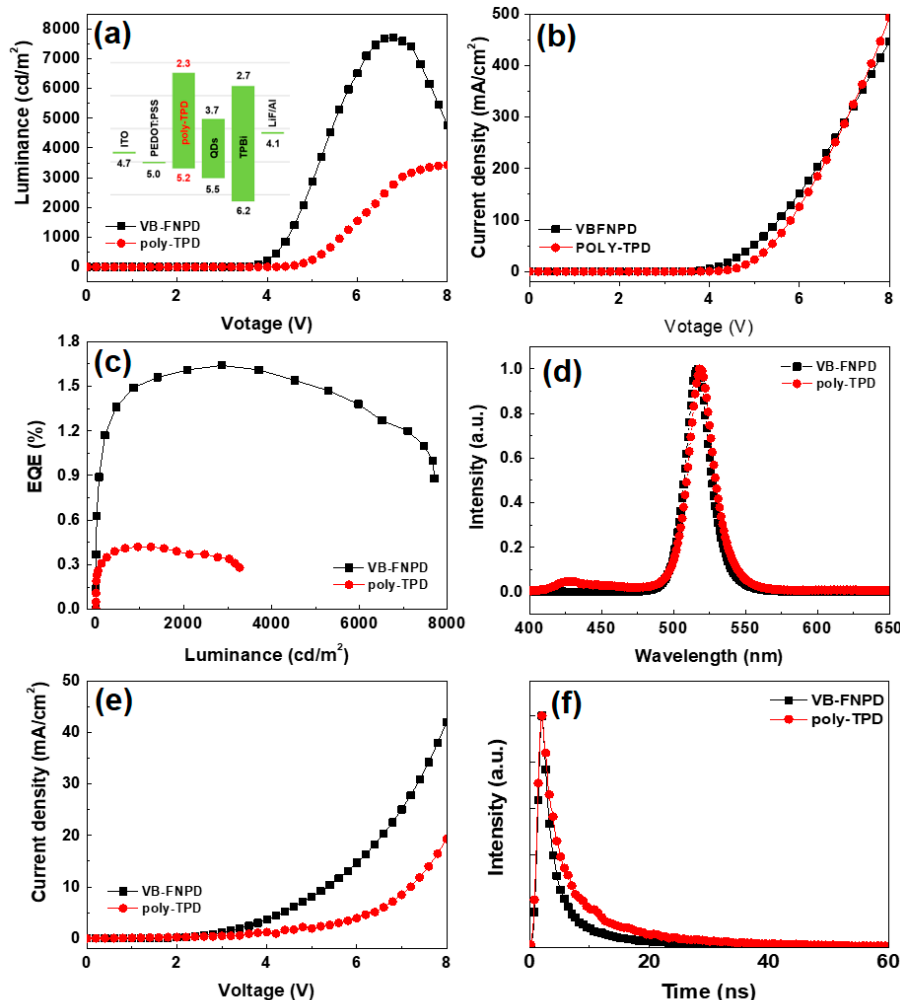 (a)
Luminance (cd/m²)
8000
7000
6000
5000
4000
3000
2000
1000
0
2.3
2.7
3.7
ITO
PEDOT:PSS
poly-TPD
QDs
TPBi
LiF/Al
4.7
5.0
5.2
5.5
6.2
4.1
VB-FNPD
poly-TPD
0 2 4 6 8
Votage (V)
(b)
Current density (mA/cm²)
500
400
300
200
100
0
VBFNPD
POLY-TPD
0 2 4 6 8
Votage (V)
(c)
EQE (%)
1.8
1.5
1.2
0.9
0.6
0.3
0.0
VB-FNPD
poly-TPD
0 2000 4000 6000 8000
Luminance (cd/m²)
(d)
Intensity (a.u.)
1.0
0.8
0.6
0.4
0.2
0.0
VB-FNPD
poly-TPD
400 450 500 550 600 650
Wavelength (nm)
(e)
Current density (mA/cm²)
50
40
30
20
10
0
VB-FNPD
poly-TPD
0 2 4 6 8
Voltage (V)
(f)
Intensity (a.u.)
VB-FNPD
poly-TPD
0 20 40 60
Time (ns)